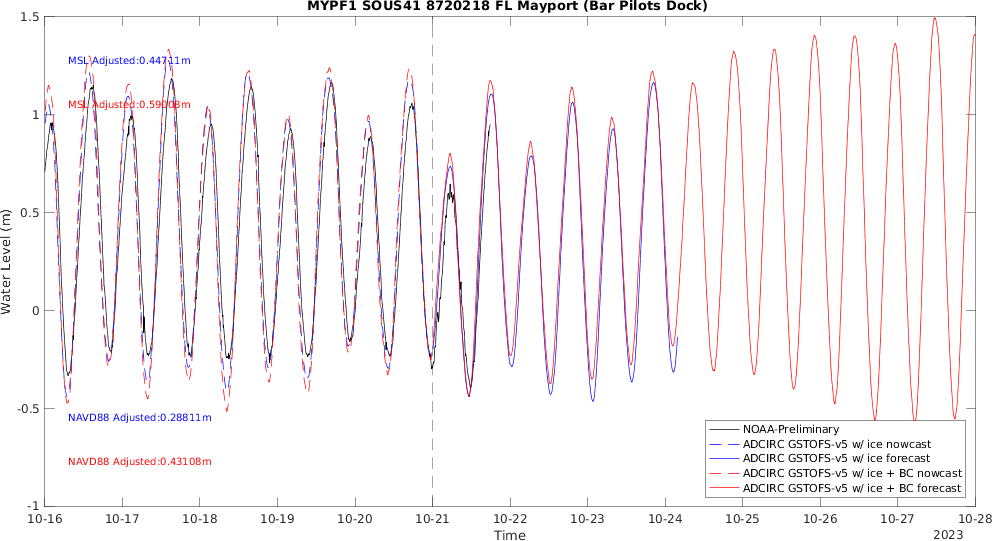 MYPF1 SOUS41 8720218 FL Mayport (Bar Pilots Dock)
1.5
1
0.5
0
-0.5
-1
Water Level (m)
MSL Adjusted:0.44711m
MSL Adjusted:0.59008m
NAVD88 Adjusted:0.28811m
NAVD88 Adjusted:0.43108m
NOAA-Preliminary
ADCIRC GSTOFS-v5 w/ ice nowcast
ADCIRC GSTOFS-v5 w/ ice forecast
ADCIRC GSTOFS-v5 w/ ice + BC nowcast
ADCIRC GSTOFS-v5 w/ ice + BC forecast
10-16 10-17 10-18 10-19 10-20 10-21 10-22 10-23 10-24 10-25 10-26 10-27 10-28
Time
2023